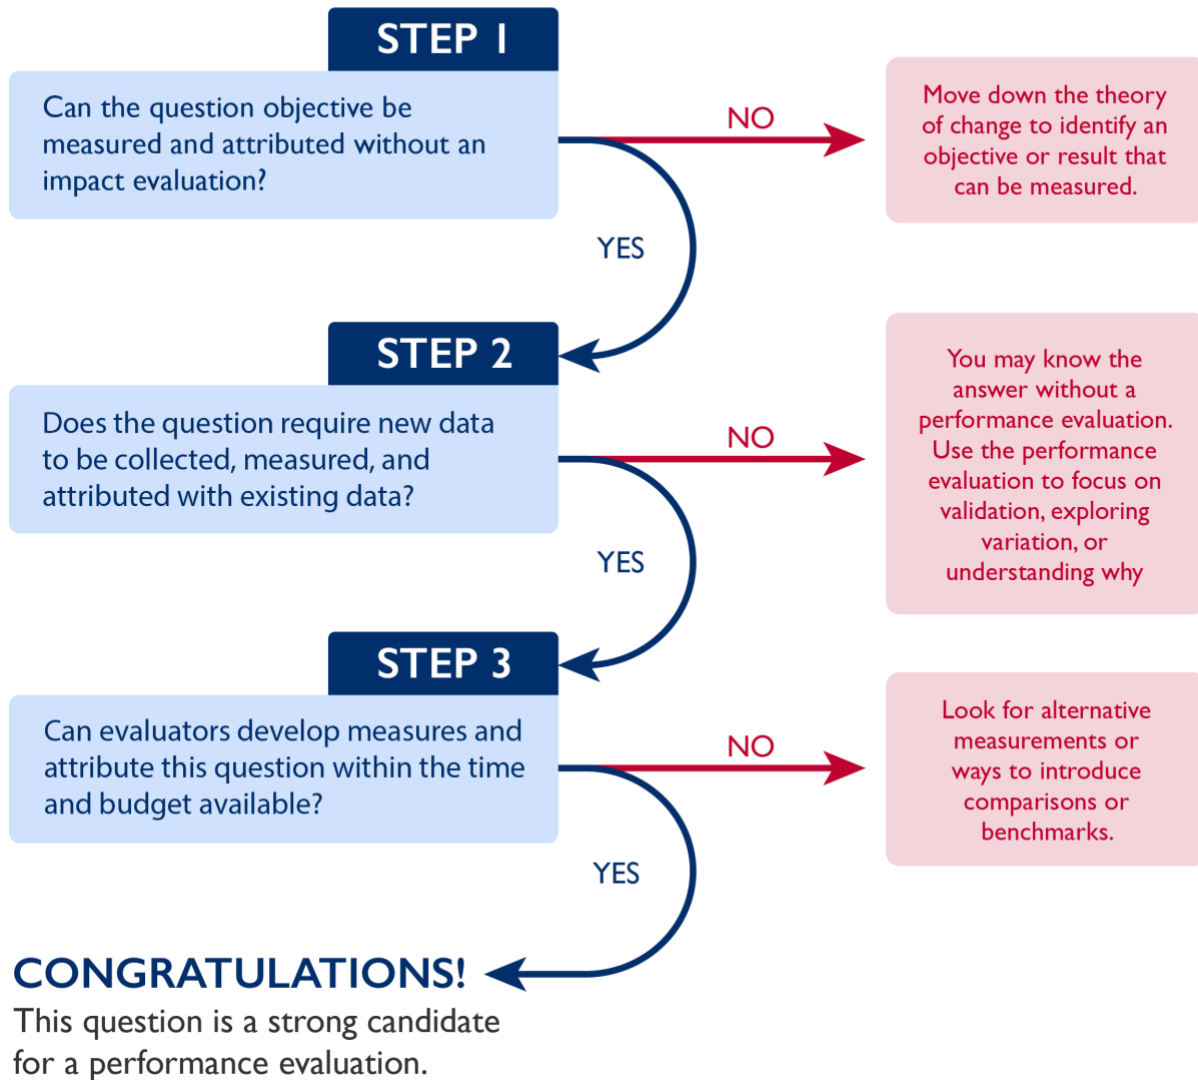 STEP 1
Can the question objective be
measured and attributed without an
impact evaluation?
NO
Move down the theory
of change to identify an
objective or result that
can be measured.
YES
STEP 2
Does the question require new data
to be collected, measured, and
attributed with existing data?
NO
You may know the
answer without a
performance evaluation.
Use the performance
evaluation to focus on
validation, exploring
variation, or
understanding why
YES
STEP 3
Can evaluators develop measures and
attribute this question within the time
and budget available?
NO
Look for alternative
measurements or
ways to introduce
comparisons or
benchmarks.
YES
CONGRATULATIONS!
This question is a strong candidate
for a performance evaluation.